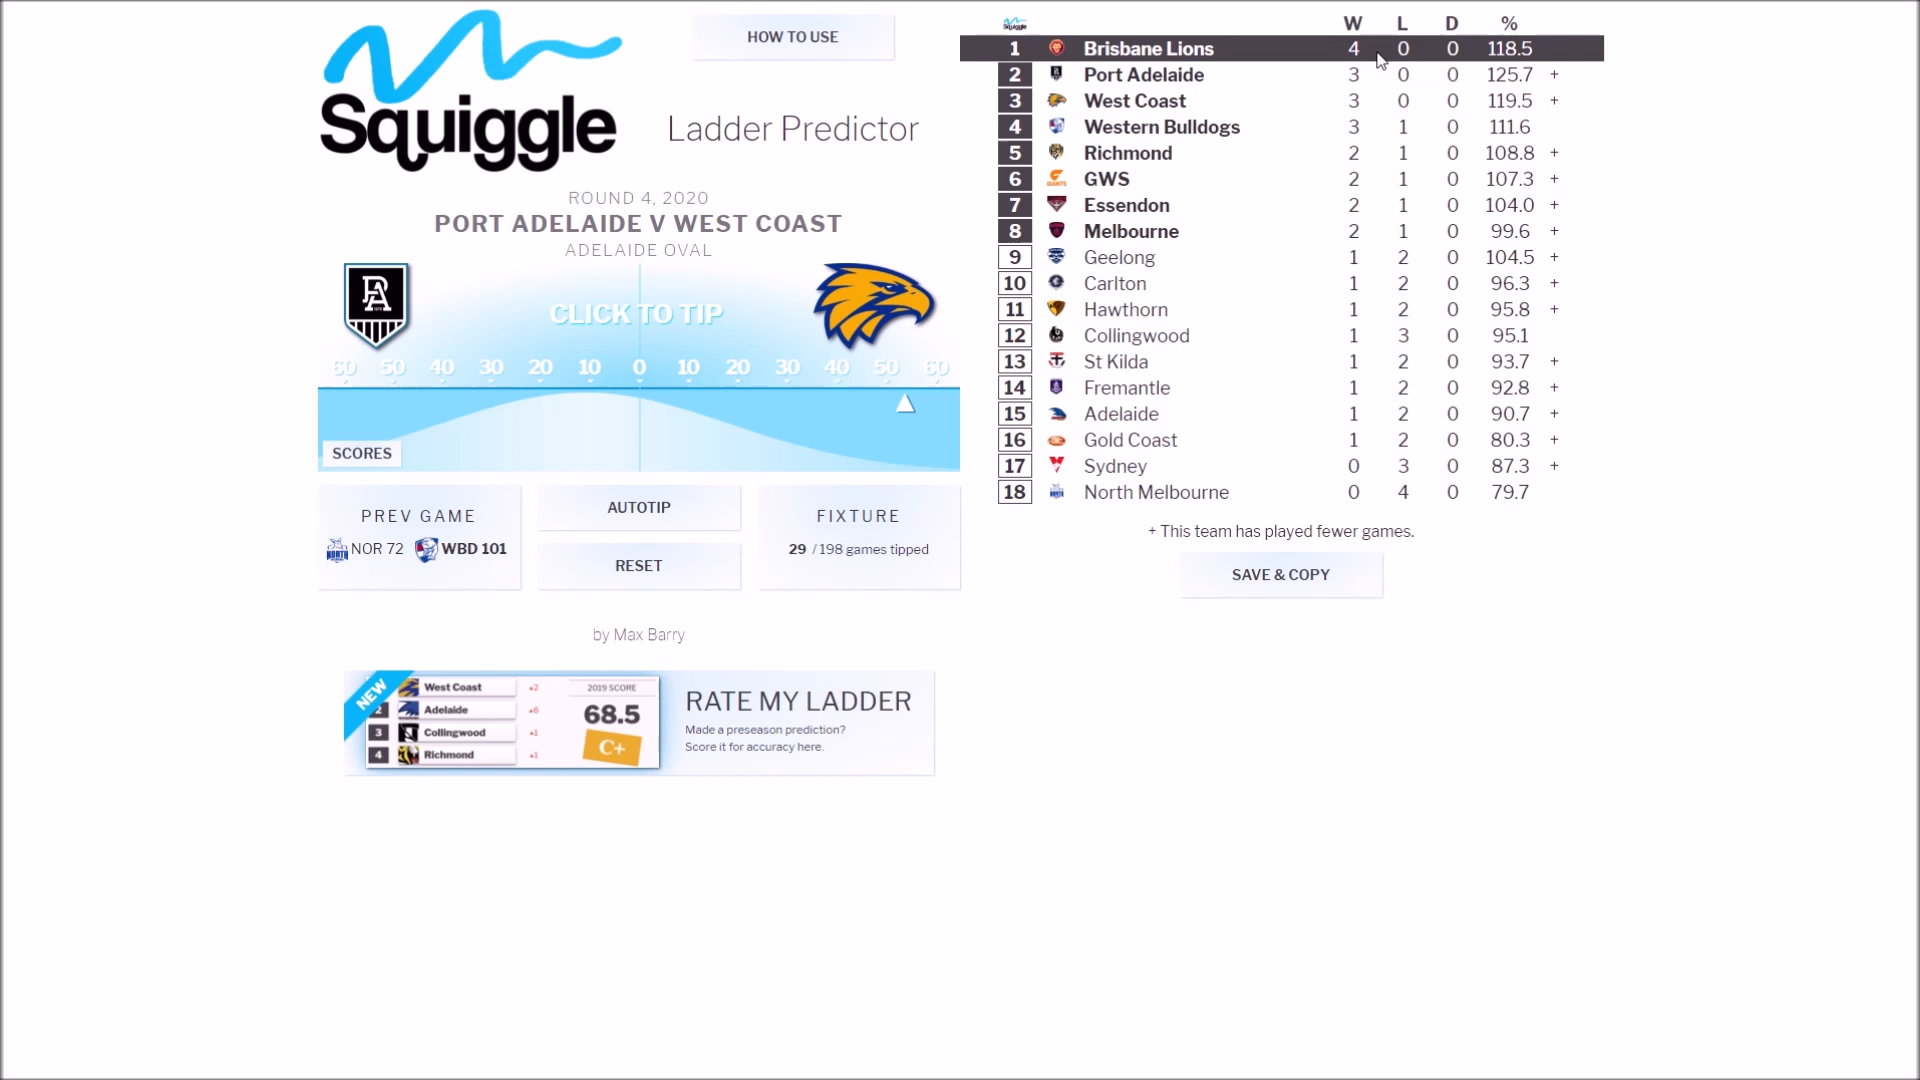 Squiggle
HOW TO USE
Ladder Predictor
ROUND 4, 2020
PORT ADELAIDE V WEST COAST
ADELAIDE OVAL
CLICK TO TIP
60 50 40 30 20 10 0 10 20 30 40 50 60
SCORES
PREV GAME
NOR 72 WBD 101
AUTOTIP
RESET
FIXTURE
29 / 198 games tipped
by Max Barry
NEW
West Coast
2 Adelaide
3 Collingwood
4 Richmond
2019 SCORE
68.5
C+
RATE MY LADDER
Made a preseason prediction?
Score it for accuracy here.
Squiggle W L D %
1 Brisbane Lions 4 0 0 118.5
2 Port Adelaide 3 0 0 125.7 +
3 West Coast 3 0 0 119.5 +
4 Western Bulldogs 3 1 0 111.6
5 Richmond 2 1 0 108.8 +
6 GWS 2 1 0 107.3 +
7 Essendon 2 1 0 104.0 +
8 Melbourne 2 1 0 99.6 +
9 Geelong 1 2 0 104.5 +
10 Carlton 1 2 0 96.3 +
11 Hawthorn 1 2 0 95.8 +
12 Collingwood 1 3 0 95.1
13 St Kilda 1 2 0 93.7 +
14 Fremantle 1 2 0 92.8 +
15 Adelaide 1 2 0 90.7 +
16 Gold Coast 1 2 0 80.3 +
17 Sydney 0 3 0 87.3 +
18 North Melbourne 0 4 0 79.7
+ This team has played fewer games.
SAVE & COPY